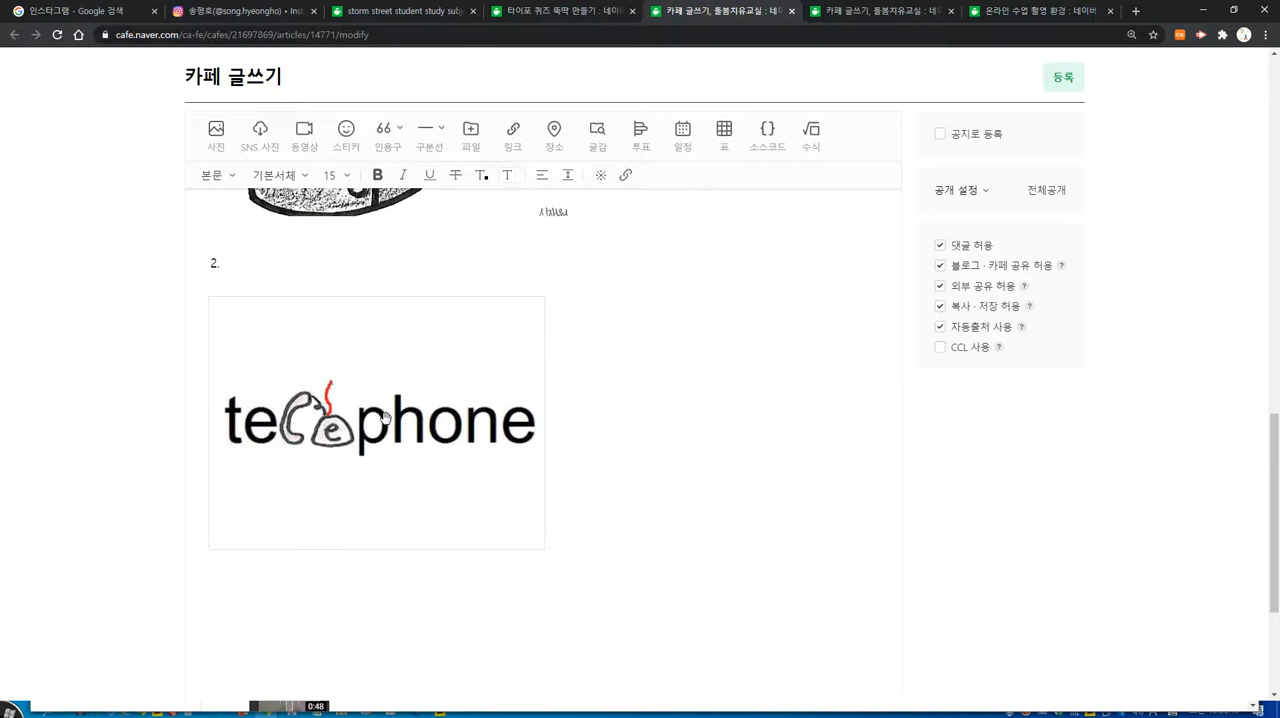 인스타그램 - Google 검색
송형호(@song.hyeongho) • Inst
storm street student study subj
타이포 퀴즈 뚝딱 만들기 : 네이버
카페 글쓰기, 돌봄치유교실 : 네
카페 글쓰기, 돌봄치유교실 : 네이
온라인 수업 촬영 환경 : 네이버
cafe.naver.com/ca-fe/cafes/21697869/articles/14771/modify
카페 글쓰기
등록
사진
SNS 사진
동영상
스티커
인용구
구분선
파일
링크
장소
글감
투표
일정
표
소스코드
수식
본문
기본서체
15
공지로 등록
공개 설정
전체공개
댓글 허용
블로그 · 카페 공유 허용
외부 공유 허용
복사 · 저장 허용
자동출처 사용
CCL 사용
2.
telephone
0:48